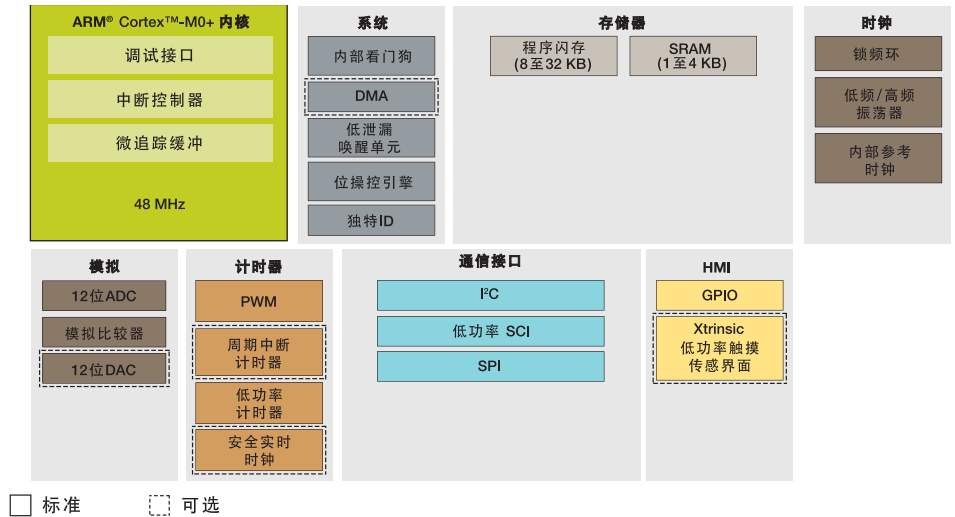 ARM® Cortex™-M0+ 内核
调试接口
中断控制器
微追踪缓冲
48 MHz
系统
内部看门狗
DMA
低泄漏
唤醒单元
位操控引擎
独特ID
存储器
程序闪存
(8至32 KB)
SRAM
(1至4 KB)
时钟
锁频环
低频/高频
振荡器
内部参考
时钟
模拟
12位ADC
模拟比较器
12位DAC
计时器
PWM
周期中断
计时器
低功率
计时器
安全实时
时钟
通信接口
I²C
低功率 SCI
SPI
HMI
GPIO
Xtrinsic
低功率触摸
传感界面
标准
可选